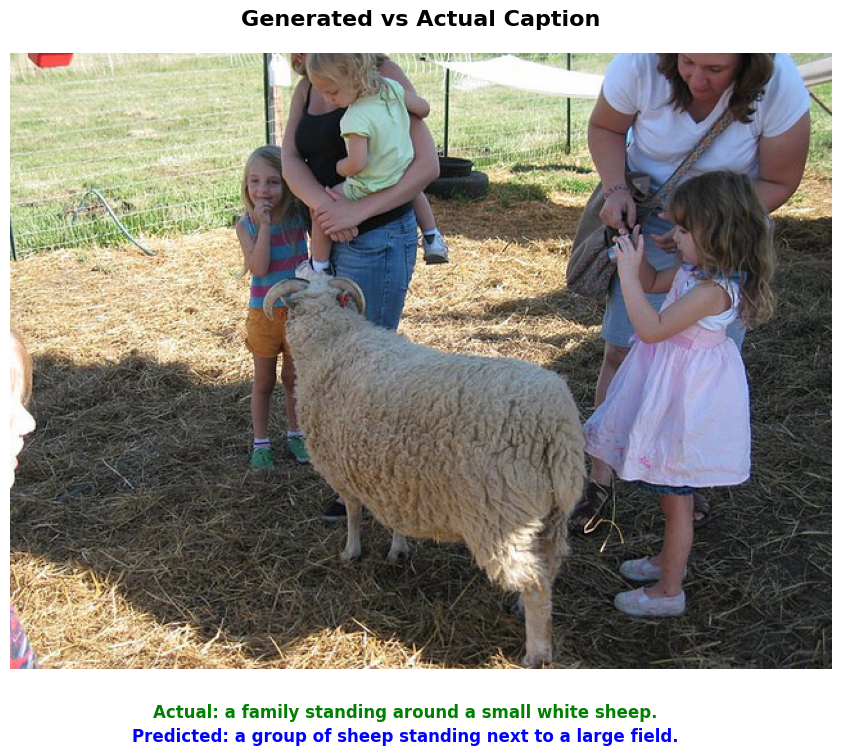 Generated vs Actual Caption
Actual: a family standing around a small white sheep.
Predicted: a group of sheep standing next to a large field.